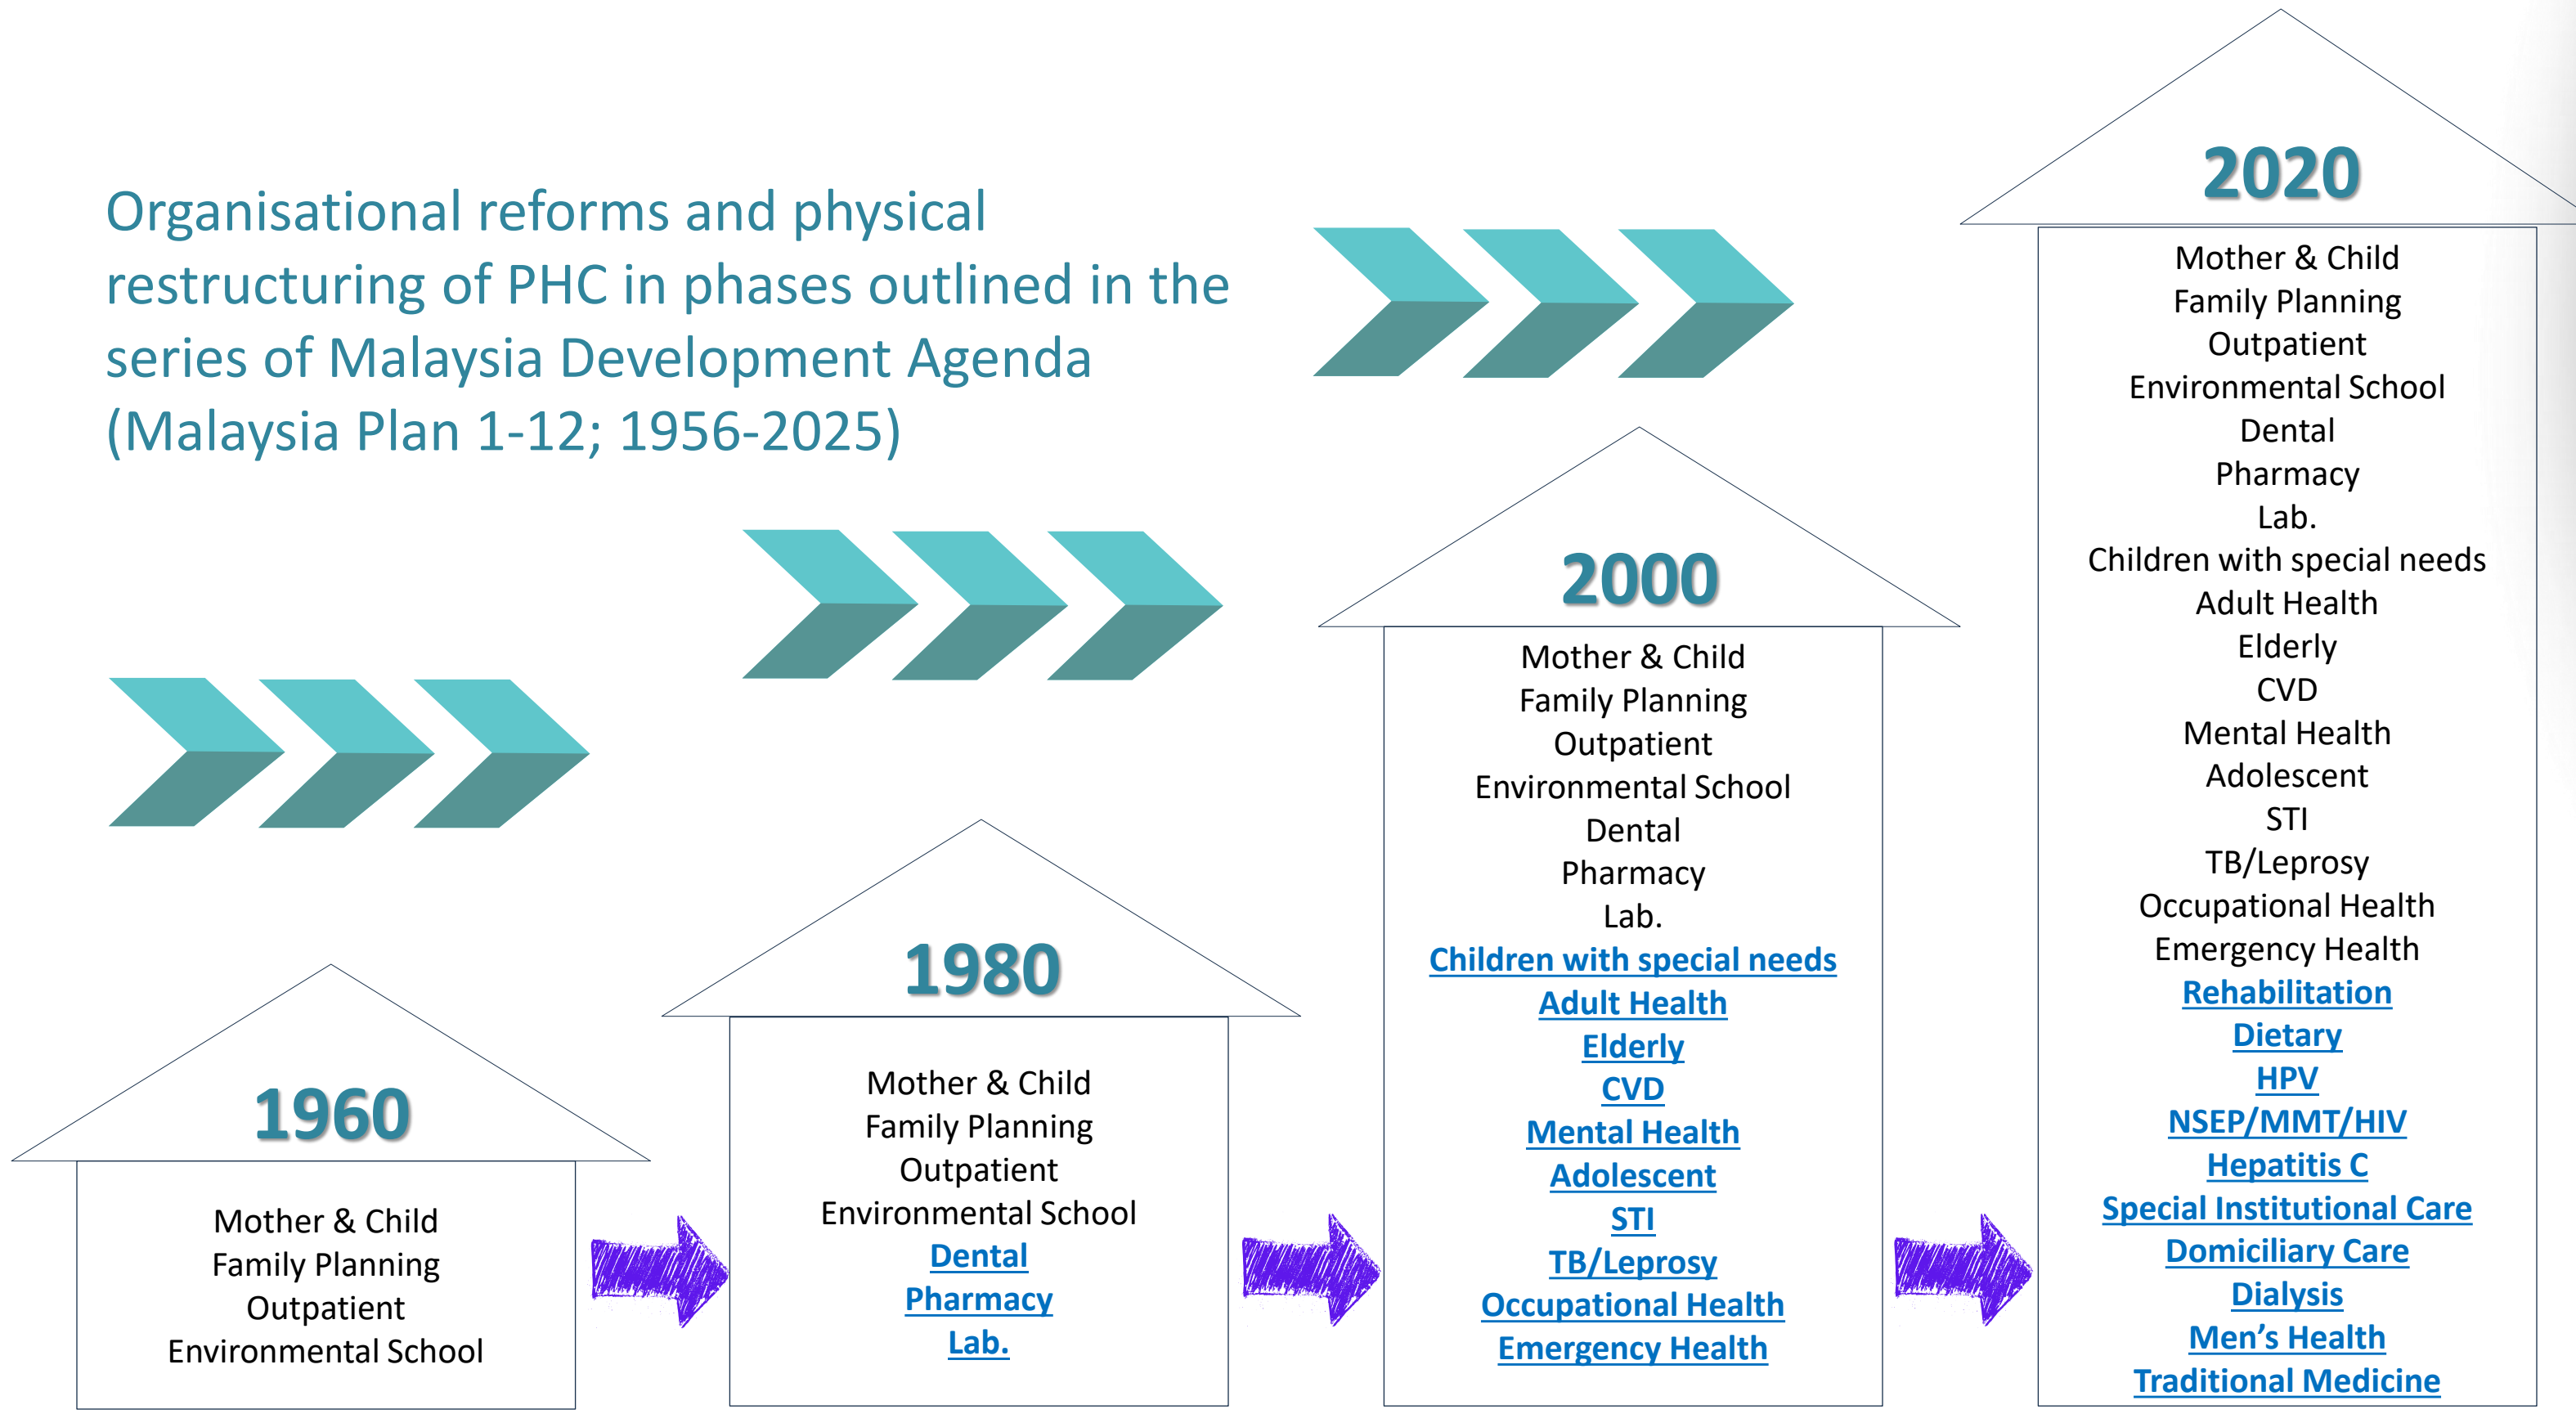 Organisational reforms and physical
restructuring of PHC in phases outlined in the
series of Malaysia Development Agenda
(Malaysia Plan 1-12; 1956-2025)
1960
Mother & Child
Family Planning
Outpatient
Environmental School
1980
Mother & Child
Family Planning
Outpatient
Environmental School
Dental
Pharmacy
Lab.
2000
Mother & Child
Family Planning
Outpatient
Environmental School
Dental
Pharmacy
Lab.
Children with special needs
Adult Health
Elderly
CVD
Mental Health
Adolescent
STI
TB/Leprosy
Occupational Health
Emergency Health
2020
Mother & Child
Family Planning
Outpatient
Environmental School
Dental
Pharmacy
Lab.
Children with special needs
Adult Health
Elderly
CVD
Mental Health
Adolescent
STI
TB/Leprosy
Occupational Health
Emergency Health
Rehabilitation
Dietary
HPV
NSEP/MMT/HIV
Hepatitis C
Special Institutional Care
Domiciliary Care
Dialysis
Men’s Health
Traditional Medicine